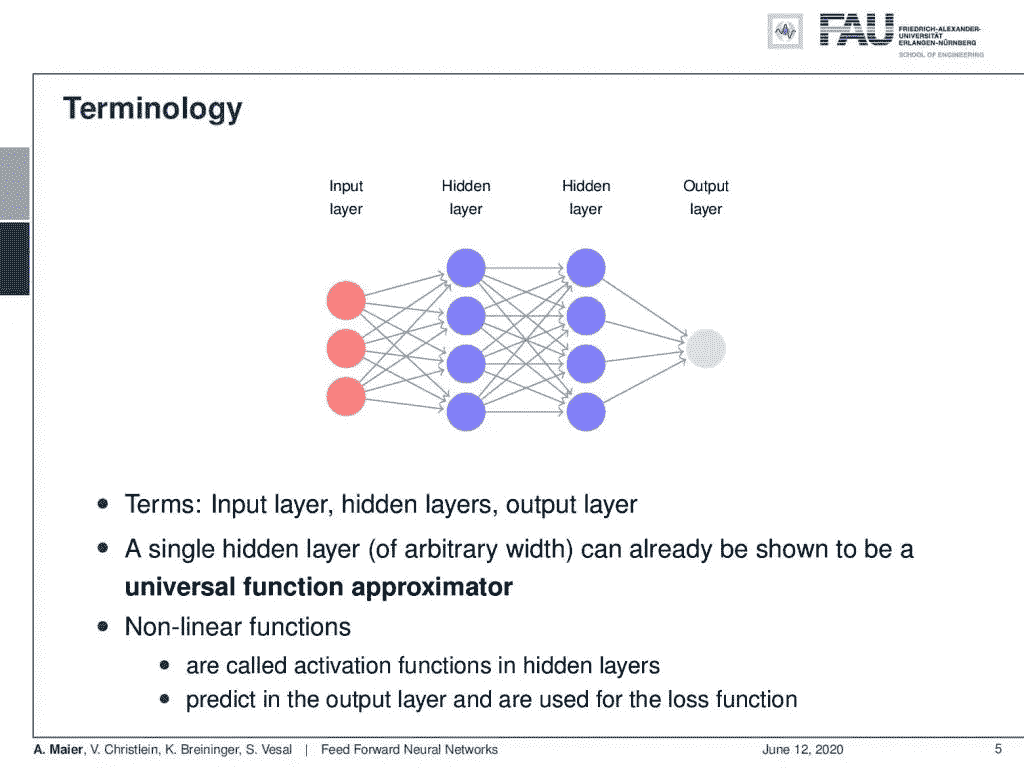 FAU
FRIEDRICH-ALEXANDER-
UNIVERSITÄT
ERLANGEN-NÜRNBERG
SCHOOL OF ENGINEERING
Terminology
Input layer
Hidden layer
Hidden layer
Output layer
• Terms: Input layer, hidden layers, output layer
• A single hidden layer (of arbitrary width) can already be shown to be a
universal function approximator
• Non-linear functions
• are called activation functions in hidden layers
• predict in the output layer and are used for the loss function
A. Maier, V. Christlein, K. Breininger, S. Vesal | Feed Forward Neural Networks June 12, 2020 5